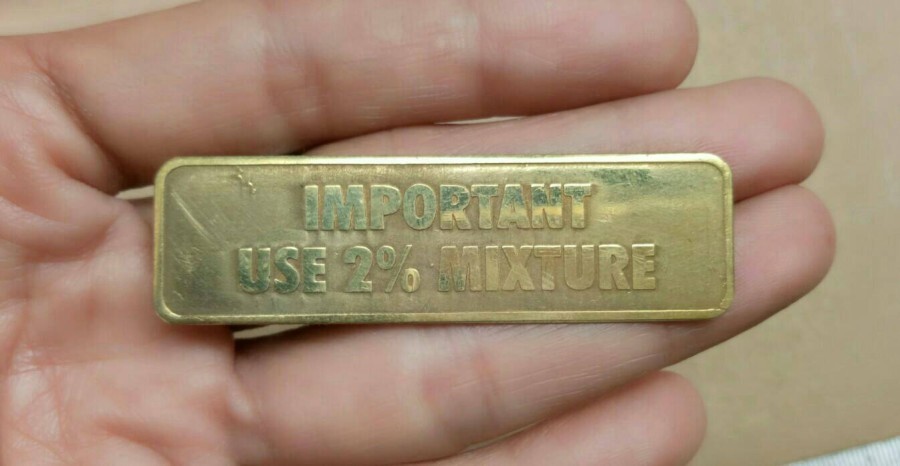 IMPORTANT
USE 2% MIXTURE